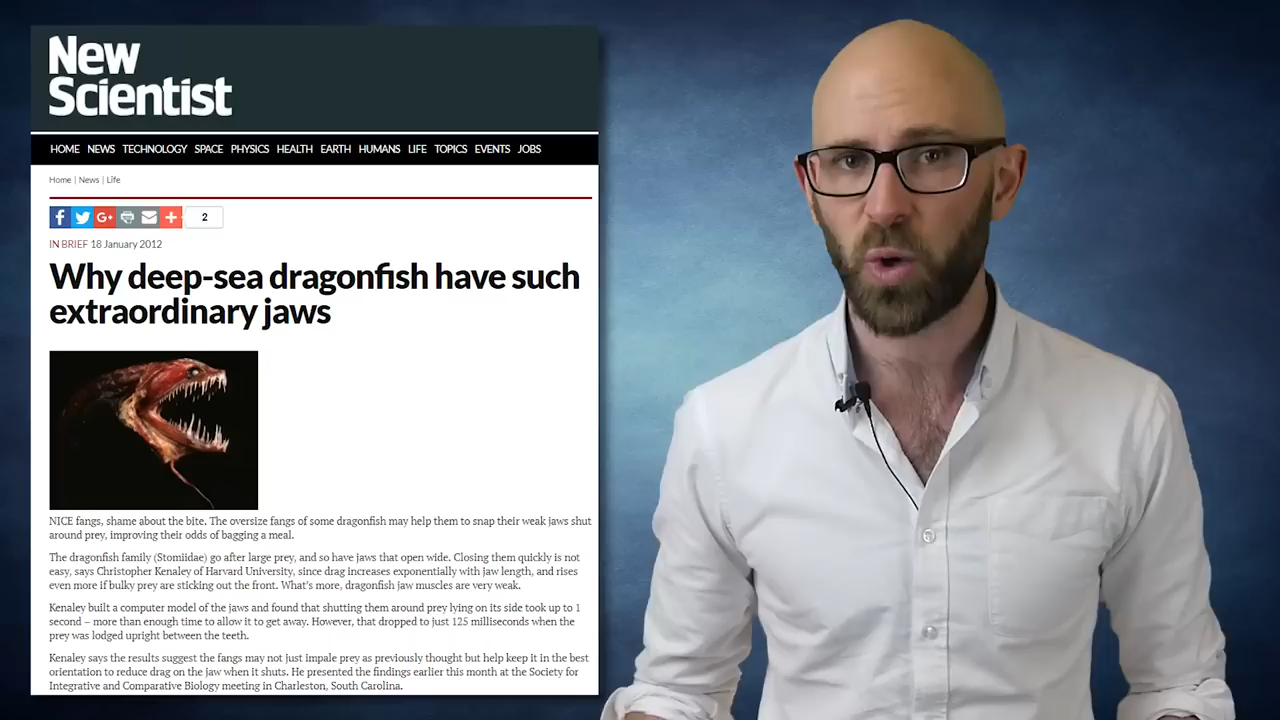 New
Scientist
HOME NEWS TECHNOLOGY SPACE PHYSICS HEALTH EARTH HUMANS LIFE TOPICS EVENTS JOBS
Home | News | Life
2
IN BRIEF 18 January 2012
Why deep-sea dragonfish have such
extraordinary jaws
NICE fangs, shame about the bite. The oversize fangs of some dragonfish may help them to snap their weak jaws shut
around prey, improving their odds of bagging a meal.
The dragonfish family (Stomiidae) go after large prey, and so have jaws that open wide. Closing them quickly is not
easy, says Christopher Kenaley of Harvard University, since drag increases exponentially with jaw length, and rises
even more if bulky prey are sticking out the front. What's more, dragonfish jaw muscles are very weak.
Kenaley built a computer model of the jaws and found that shutting them around prey lying on its side took up to 1
second – more than enough time to allow it to get away. However, that dropped to just 125 milliseconds when the
prey was lodged upright between the teeth.
Kenaley says the results suggest the fangs may not just impale prey as previously thought but help keep it in the best
orientation to reduce drag on the jaw when it shuts. He presented the findings earlier this month at the Society for
Integrative and Comparative Biology meeting in Charleston, South Carolina.